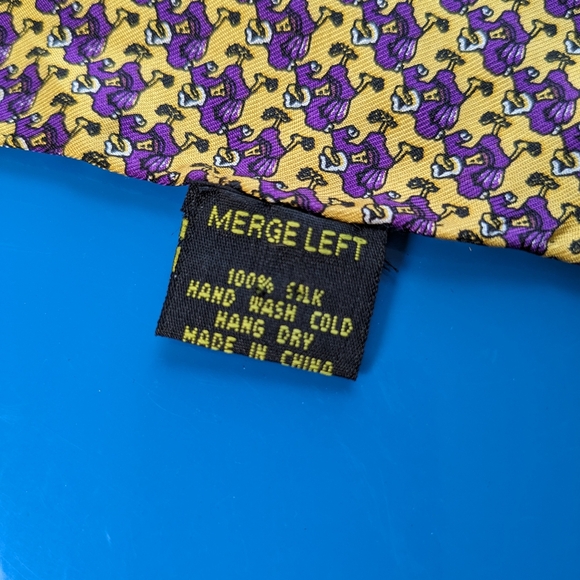 MERGE LEFT
100% SILK
HAND WASH COLD
HANG DRY
MADE IN CHINA